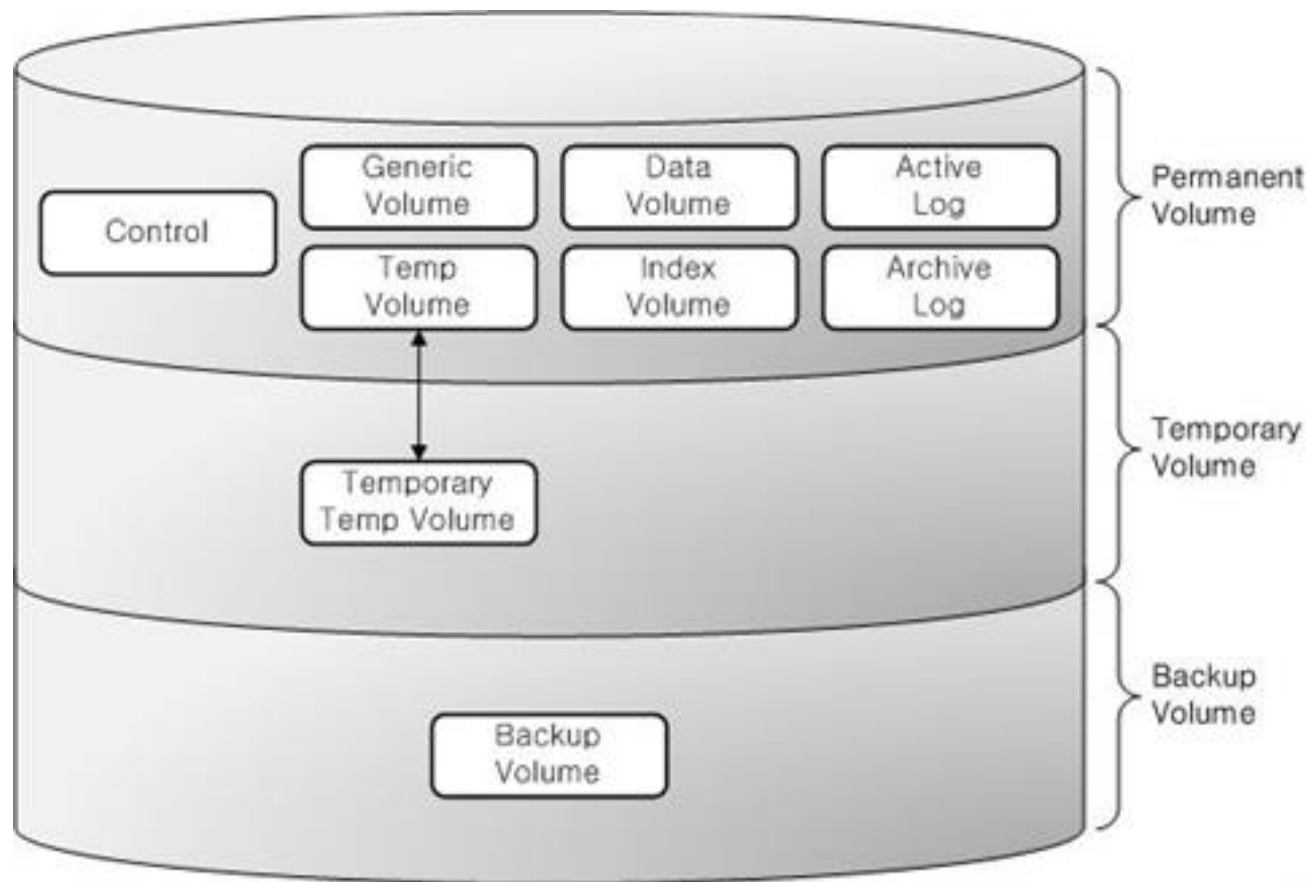 Generic
Volume
Data
Volume
Active
Log
Permanent
Volume
Control
Temp
Volume
Index
Volume
Archive
Log
Temporary
Volume
Temporary
Temp Volume
Backup
Volume
Backup
Volume